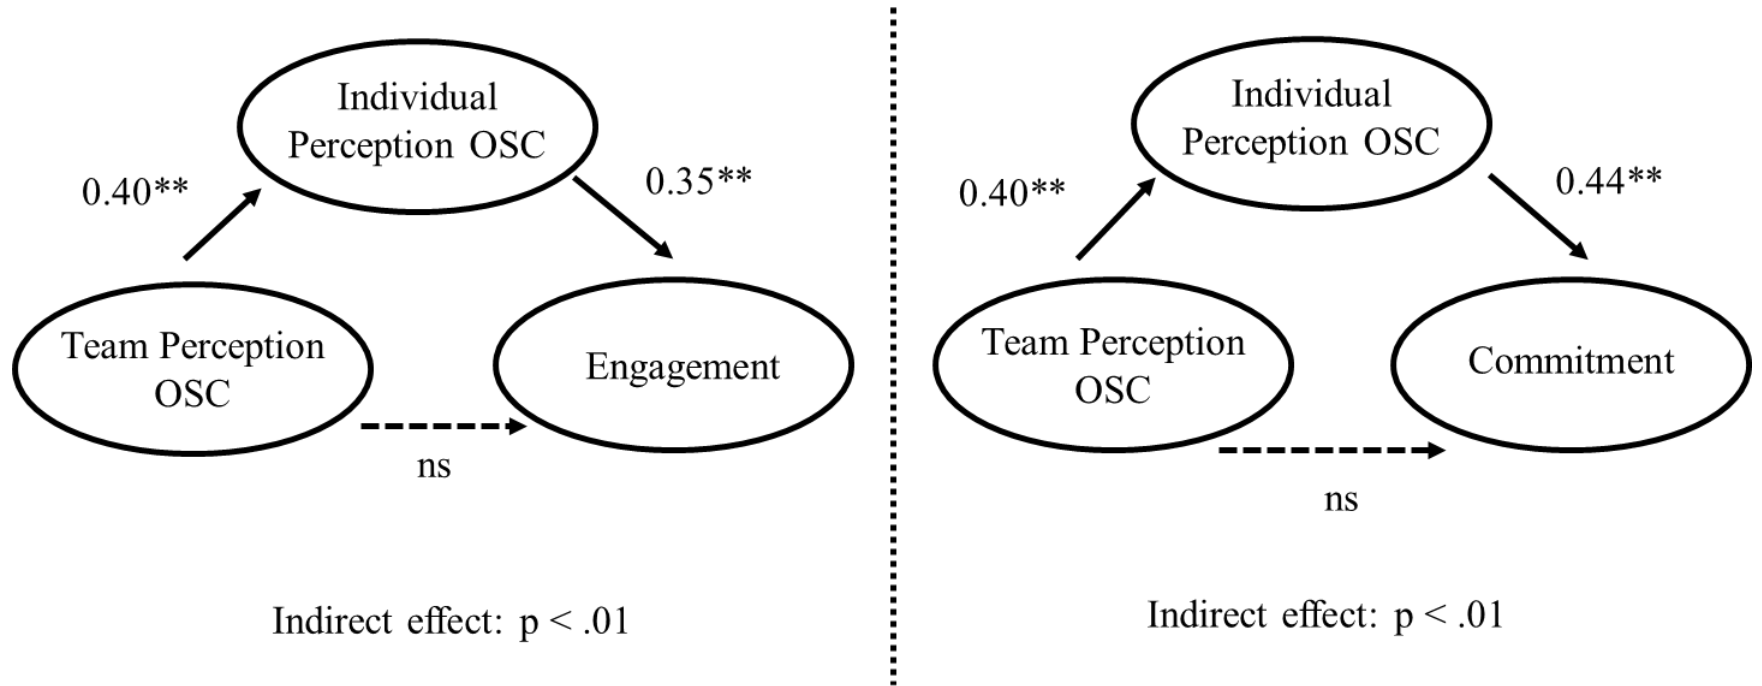 Individual
Perception OSC
0.40**
0.35**
Team Perception
OSC
Engagement
ns
Indirect effect: p < .01
Individual
Perception OSC
0.40**
0.44**
Team Perception
OSC
Commitment
ns
Indirect effect: p < .01